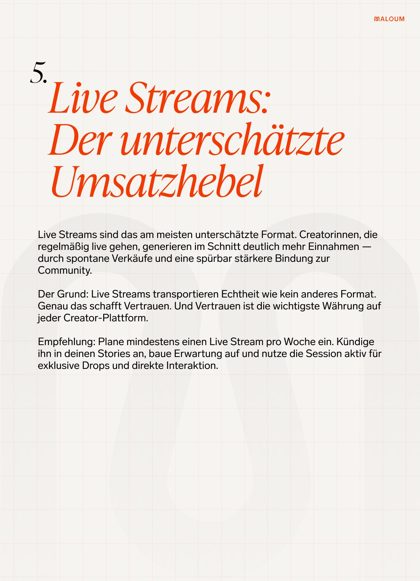 MALOUM
5.
Live Streams:
Der unterschätzte
Umsatzhebel
Live Streams sind das am meisten unterschätzte Format. Creatorinnen, die
regelmäßig live gehen, generieren im Schnitt deutlich mehr Einnahmen —
durch spontane Verkäufe und eine spürbar stärkere Bindung zur
Community.
Der Grund: Live Streams transportieren Echtheit wie kein anderes Format.
Genau das schafft Vertrauen. Und Vertrauen ist die wichtigste Währung auf
jeder Creator-Plattform.
Empfehlung: Plane mindestens einen Live Stream pro Woche ein. Kündige
ihn in deinen Stories an, baue Erwartung auf und nutze die Session aktiv für
exklusive Drops und direkte Interaktion.